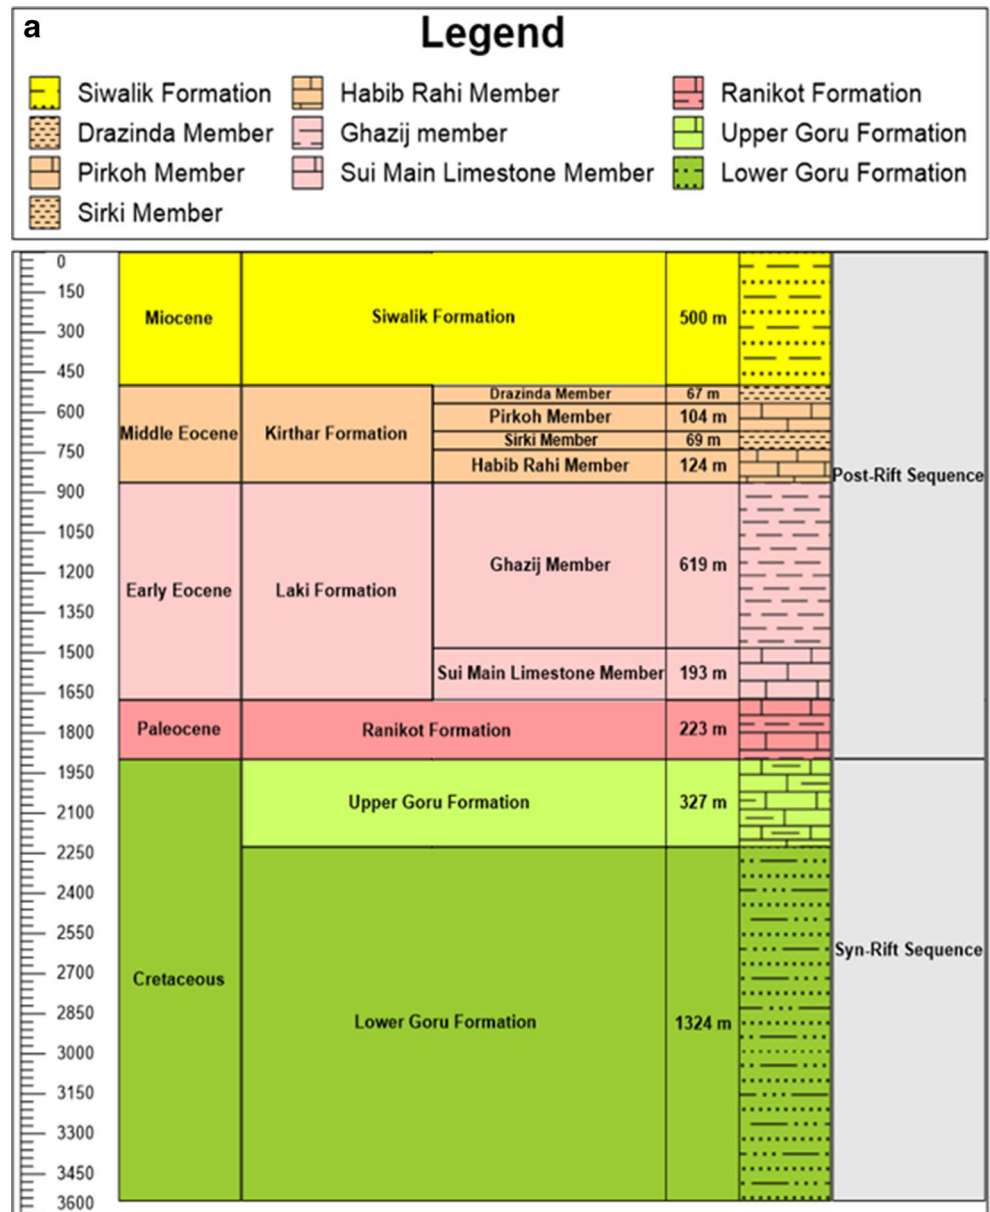 a
Legend
Siwalik Formation
Habib Rahi Member
Ranikot Formation
Drazinda Member
Ghazij member
Upper Goru Formation
Pirkoh Member
Sui Main Limestone Member
Lower Goru Formation
Sirki Member
0
150
300
450
600
750
900
1050
1200
1350
1500
1650
1800
1950
2100
2250
2400
2550
2700
2850
3000
3150
3300
3450
3600
Miocene
Siwalik Formation
500 m
Middle Eocene
Kirthar Formation
Drazinda Member
67 m
Pirkoh Member
104 m
Sirki Member
69 m
Habib Rahi Member
124 m
Early Eocene
Laki Formation
Ghazij Member
619 m
Sui Main Limestone Member
193 m
Paleocene
Ranikot Formation
223 m
Post-Rift Sequence
Cretaceous
Upper Goru Formation
327 m
Lower Goru Formation
1324 m
Syn-Rift Sequence